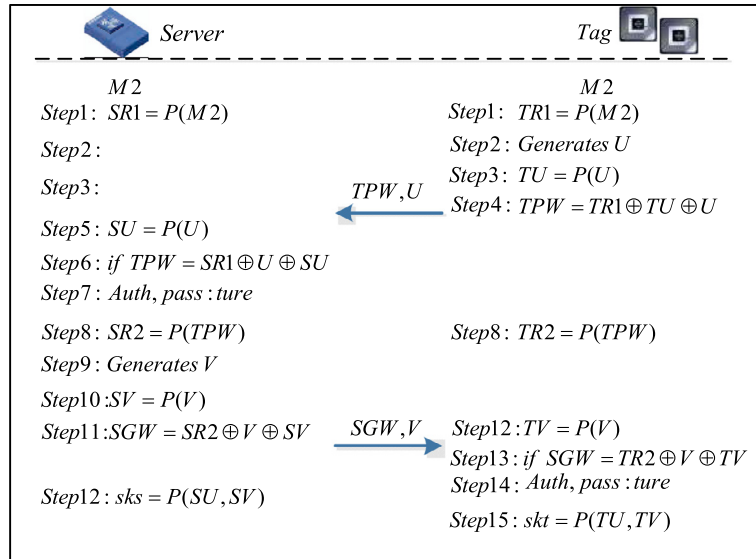 Server Tag
M2 M2
Step1: SR1 = P(M2) Step1: TR1 = P(M2)
Step2: Step2: Generates U
Step3: Step3: TU = P(U)
TPW,U Step4: TPW = TR1⊕TU⊕U
Step5: SU = P(U)
Step6: if TPW = SR1⊕U⊕SU
Step7: Auth, pass:ture
Step8: SR2 = P(TPW) Step8: TR2 = P(TPW)
Step9: Generates V
Step10:SV = P(V)
Step11:SGW = SR2⊕V⊕SV SGW,V Step12:TV = P(V)
Step13: if SGW = TR2⊕V⊕TV
Step14: Auth, pass:ture
Step12: sks = P(SU,SV)
Step15: skt = P(TU,TV)